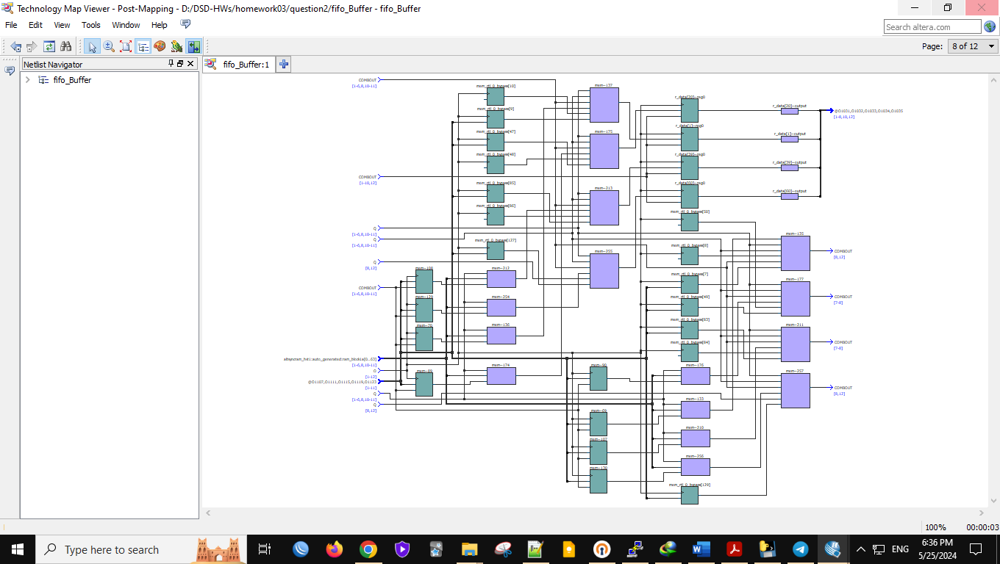 Technology Map Viewer - Post-Mapping - D:/DSD-HWs/homework03/question2/fifo_Buffer - fifo_Buffer
File Edit View Tools Window Help
Search altera.com
Page: 8 of 12
Netlist Navigator
fifo_Buffer
fifo_Buffer:1
COMBOUT
[1-6,8,10-11]
mem_rtl_0_bypass[10]
mem_rtl_0_bypass[9]
mem_rtl_0_bypass[47]
mem_rtl_0_bypass[48]
COMBOUT
[1-10,12]
mem_rtl_0_bypass[85]
mem_rtl_0_bypass[86]
Q
[1-6,8,10-11]
Q
[1-6,8,10-11]
mem_rtl_0_bypass[127]
Q
[8,12]
COMBOUT
[1-6,8,10-11]
mem~108
mem~129
mem~70
mem~89
mem~212
mem~254
mem~136
mem~174
mem~137
mem~175
mem~213
mem~255
altsyncram_hvt1:auto_generated|ram_block1a[0...63]
[1-6,8,10-11]
[1-12]
@O1107,O1111,O1115,O1119,O1123
[1-11]
Q
[1-6,8,10-11]
Q
[8,12]
mem~90
mem~69
mem~107
mem~130
r_data[20]~reg0
r_data[1]~reg0
r_data[39]~reg0
r_data[60]~reg0
mem_rtl_0_bypass[50]
mem_rtl_0_bypass[8]
mem_rtl_0_bypass[7]
mem_rtl_0_bypass[49]
mem_rtl_0_bypass[83]
mem_rtl_0_bypass[84]
mem~176
mem~133
mem~210
mem~256
mem_rtl_0_bypass[129]
r_data[20]~output
r_data[1]~output
r_data[39]~output
r_data[60]~output
@O1031,O1032,O1033,O1034,O1035
[1-8,10,12]
mem~135
COMBOUT
[8,12]
mem~177
COMBOUT
[7-8]
mem~211
COMBOUT
[7-8]
mem~257
COMBOUT
[8,12]
100% 00:00:03
Type here to search
ENG
6:36 PM
5/25/2024